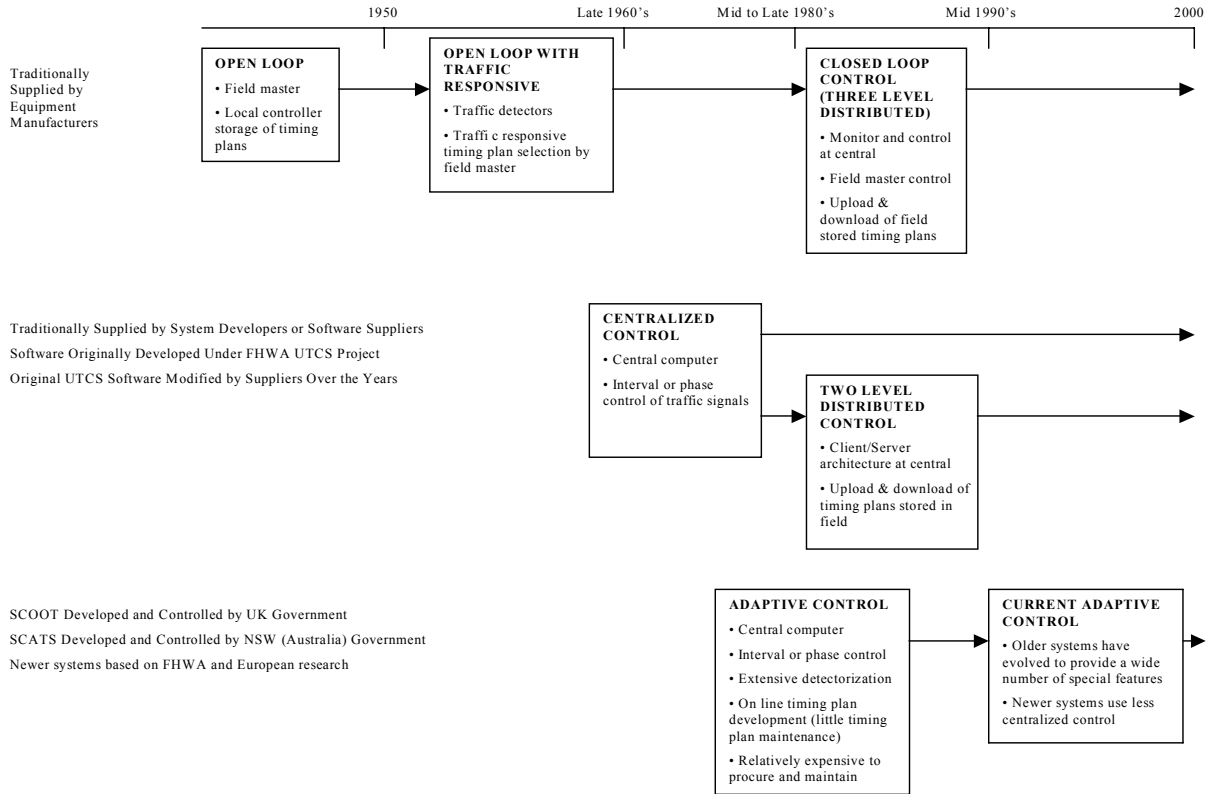 1950
Late 1960's
Mid to Late 1980's
Mid 1990's
2000
Traditionally
Supplied by
Equipment
Manufacturers
OPEN LOOP
• Field master
• Local controller
storage of timing
plans
OPEN LOOP WITH
TRAFFIC
RESPONSIVE
• Traffic detectors
• Traffi c responsive
timing plan selection by
field master
CLOSED LOOP
CONTROL
(THREE LEVEL
DISTRIBUTED)
• Monitor and control
at central
• Field master control
• Upload &
download of field
stored timing plans
Traditionally Supplied by System Developers or Software Suppliers
Software Originally Developed Under FHWA UTCS Project
Original UTCS Software Modified by Suppliers Over the Years
CENTRALIZED
CONTROL
• Central computer
• Interval or phase
control of traffic signals
TWO LEVEL
DISTRIBUTED
CONTROL
• Client/Server
architecture at central
• Upload & download of
timing plans stored in
field
SCOOT Developed and Controlled by UK Government
SCATS Developed and Controlled by NSW (Australia) Government
Newer systems based on FHWA and European research
ADAPTIVE CONTROL
• Central computer
• Interval or phase control
• Extensive detectorization
• On line timing plan
development (little timing
plan maintenance)
• Relatively expensive to
procure and maintain
CURRENT ADAPTIVE
CONTROL
• Older systems have
evolved to provide a wide
number of special features
• Newer systems use less
centralized control